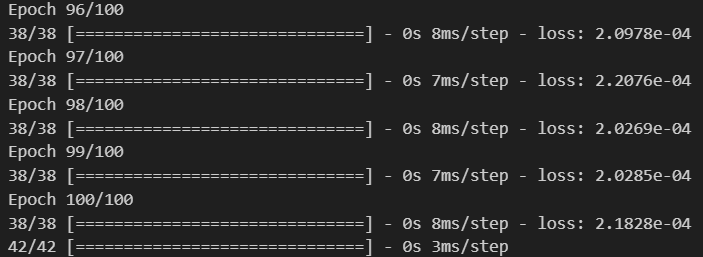 Epoch 96/100
38/38 [==============================] - 0s 8ms/step - loss: 2.0978e-04
Epoch 97/100
38/38 [==============================] - 0s 7ms/step - loss: 2.2076e-04
Epoch 98/100
38/38 [==============================] - 0s 8ms/step - loss: 2.0269e-04
Epoch 99/100
38/38 [==============================] - 0s 7ms/step - loss: 2.0285e-04
Epoch 100/100
38/38 [==============================] - 0s 8ms/step - loss: 2.1828e-04
42/42 [==============================] - 0s 3ms/step